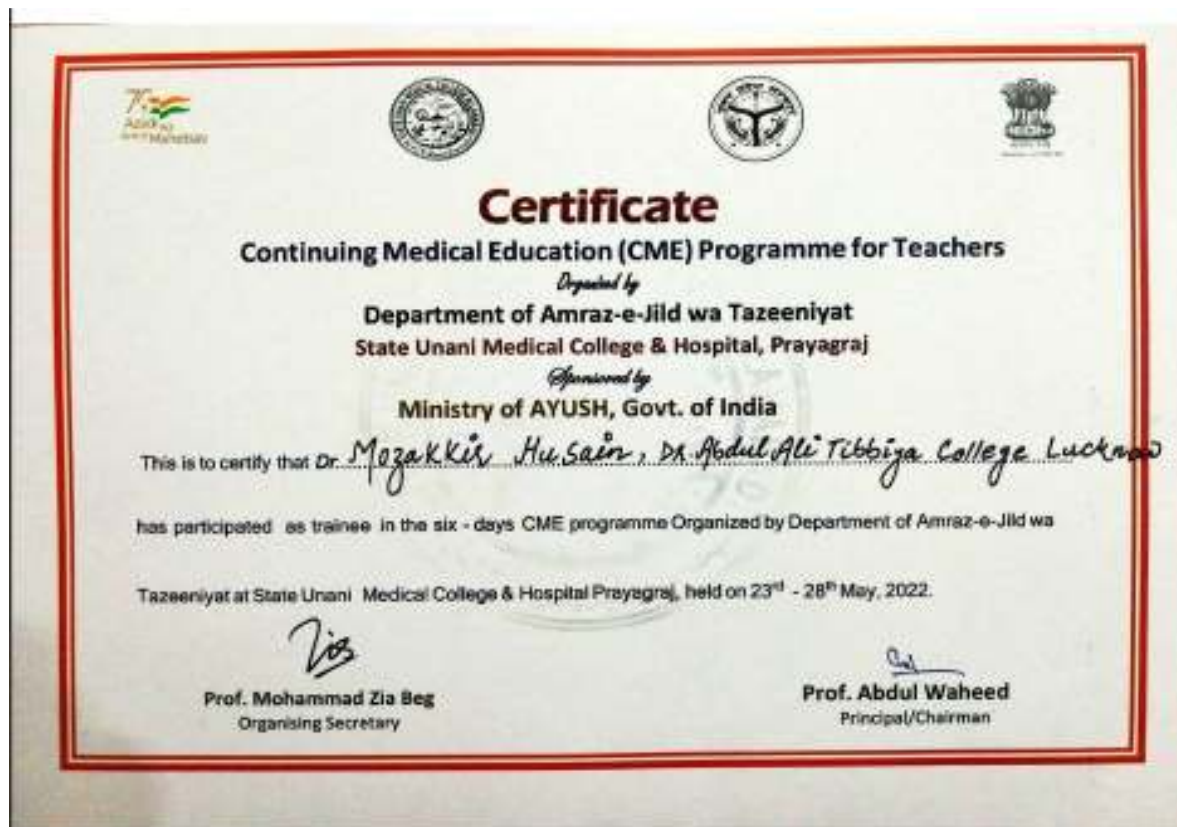 Azadi Ka
Amrit Mahotsav
Certificate
Continuing Medical Education (CME) Programme for Teachers
Organized by
Department of Amraz-e-Jild wa Tazeeniyat
State Unani Medical College & Hospital, Prayagraj
Sponsored by
Ministry of AYUSH, Govt. of India
This is to certify that Dr. Mozakkir Husain, Dr Abdul Ali Tibbiya College Lucknow
has participated as trainee in the six - days CME programme Organized by Department of Amraz-e-Jild wa
Tazeeniyat at State Unani Medical College & Hospital Prayagraj, held on 23rd - 28th May, 2022.
Prof. Mohammad Zia Beg
Organising Secretary
Prof. Abdul Waheed
Principal/Chairman